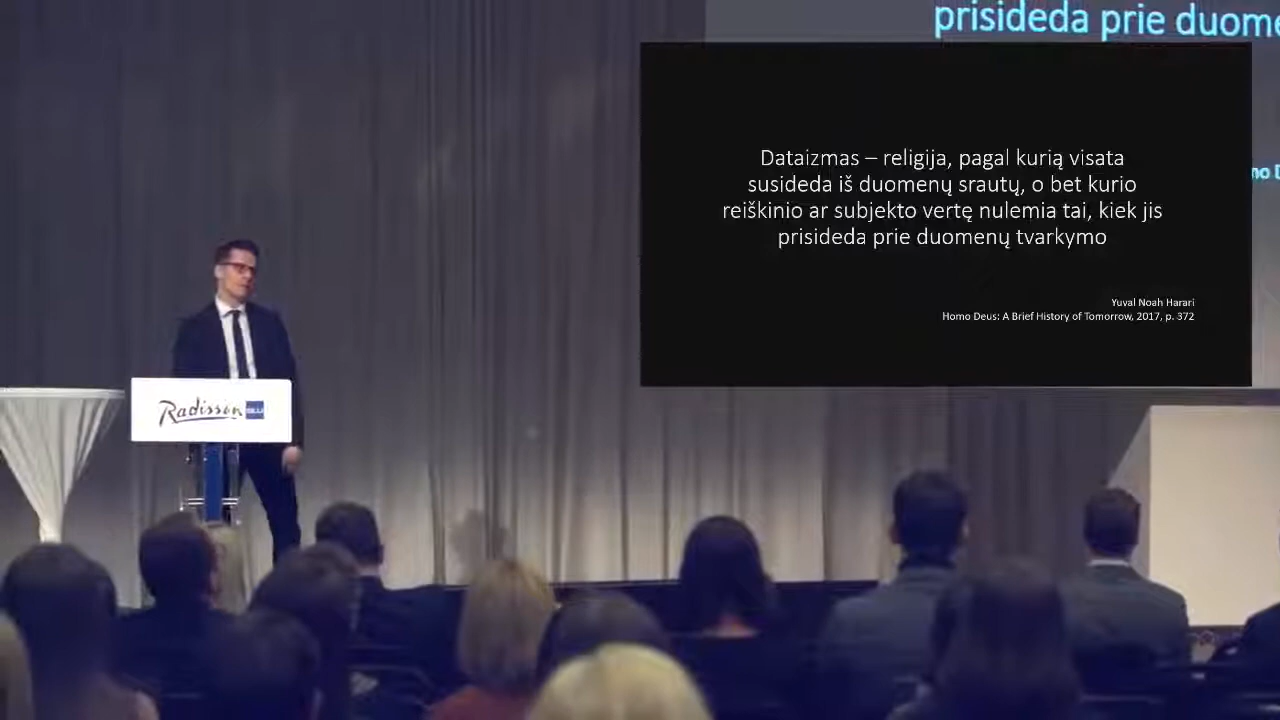 prisideda prie duome
Dataizmas – religija, pagal kurią visata
susideda iš duomenų srautų, o bet kurio
reiškinio ar subjekto vertę nulemia tai, kiek jis
prisideda prie duomenų tvarkymo
Yuval Noah Harari
Homo Deus: A Brief History of Tomorrow, 2017, p. 372
Radisson BLU